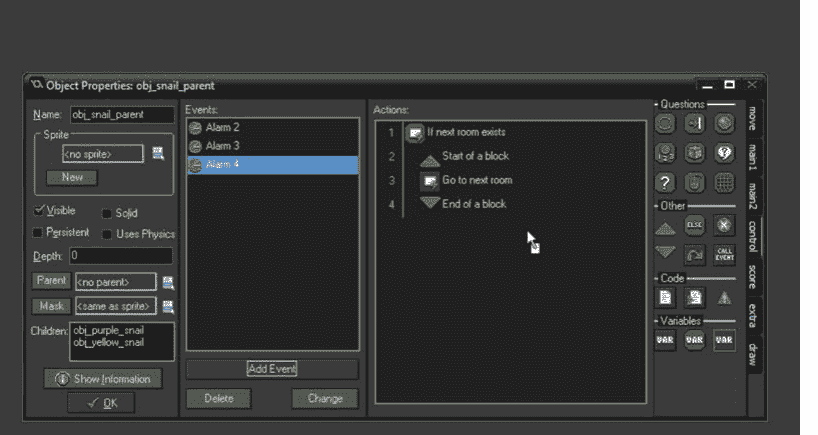 Object Properties: obj_snail_parent
Name: obj_snail_parent
Sprite
<no sprite>
New
Visible
Solid
Persistent
Uses Physics
Depth: 0
Parent <no parent>
Mask <same as sprite>
Children: obj_purple_snail
obj_yellow_snail
Show Information
OK
Events:
Alarm 2
Alarm 3
Alarm 4
Add Event
Delete Change
Actions:
1 If next room exists
2 Start of a block
3 Go to next room
4 End of a block
Questions
?
?
Other
ELSE
CALL
EVENT
Code
Variables
VAR VAR VAR
move
main1
main2
control
score
extra
draw